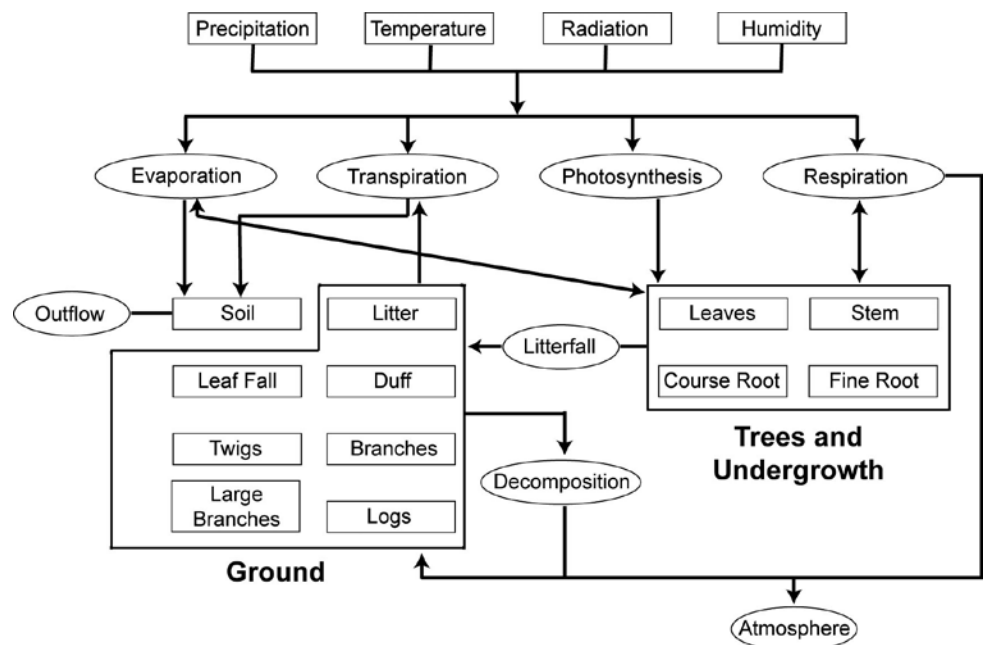 Precipitation
Temperature
Radiation
Humidity
Evaporation
Transpiration
Photosynthesis
Respiration
Outflow
Soil
Litter
Litterfall
Leaves
Stem
Leaf Fall
Duff
Course Root
Fine Root
Twigs
Branches
Trees and
Undergrowth
Decomposition
Large
Branches
Logs
Ground
Atmosphere